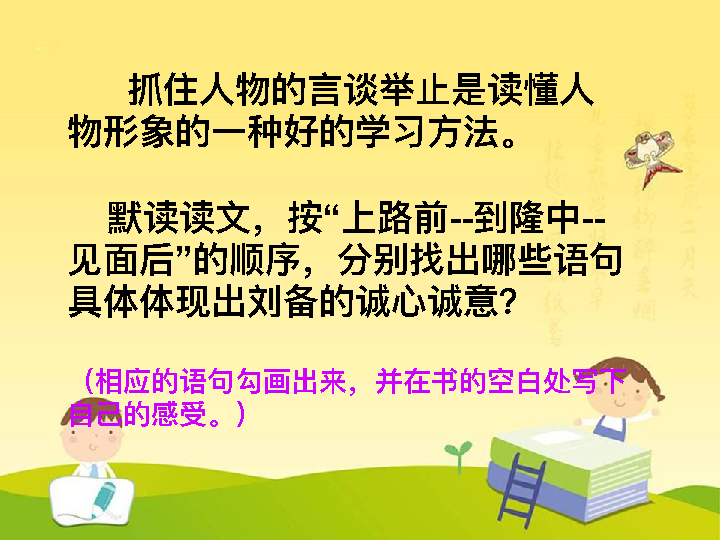 抓住人物的言谈举止是读懂人
物形象的一种好的学习方法。
默读读文，按“上路前--到隆中--
见面后”的顺序，分别找出哪些语句
具体体现出刘备的诚心诚意？
（相应的语句勾画出来，并在书的空白处写下
自己的感受。）